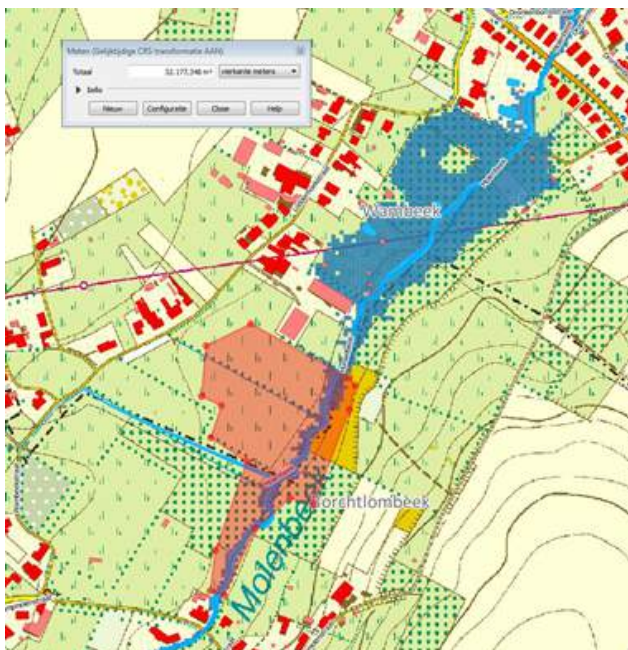 Meten (Gelijktijdige CRS-transformatie AAN)
Totaal 52.177,348 m² vierkante meters
Info
Nieuw Configuratie Close Help
Wambeek
Borchtlombeek
Molenbeek